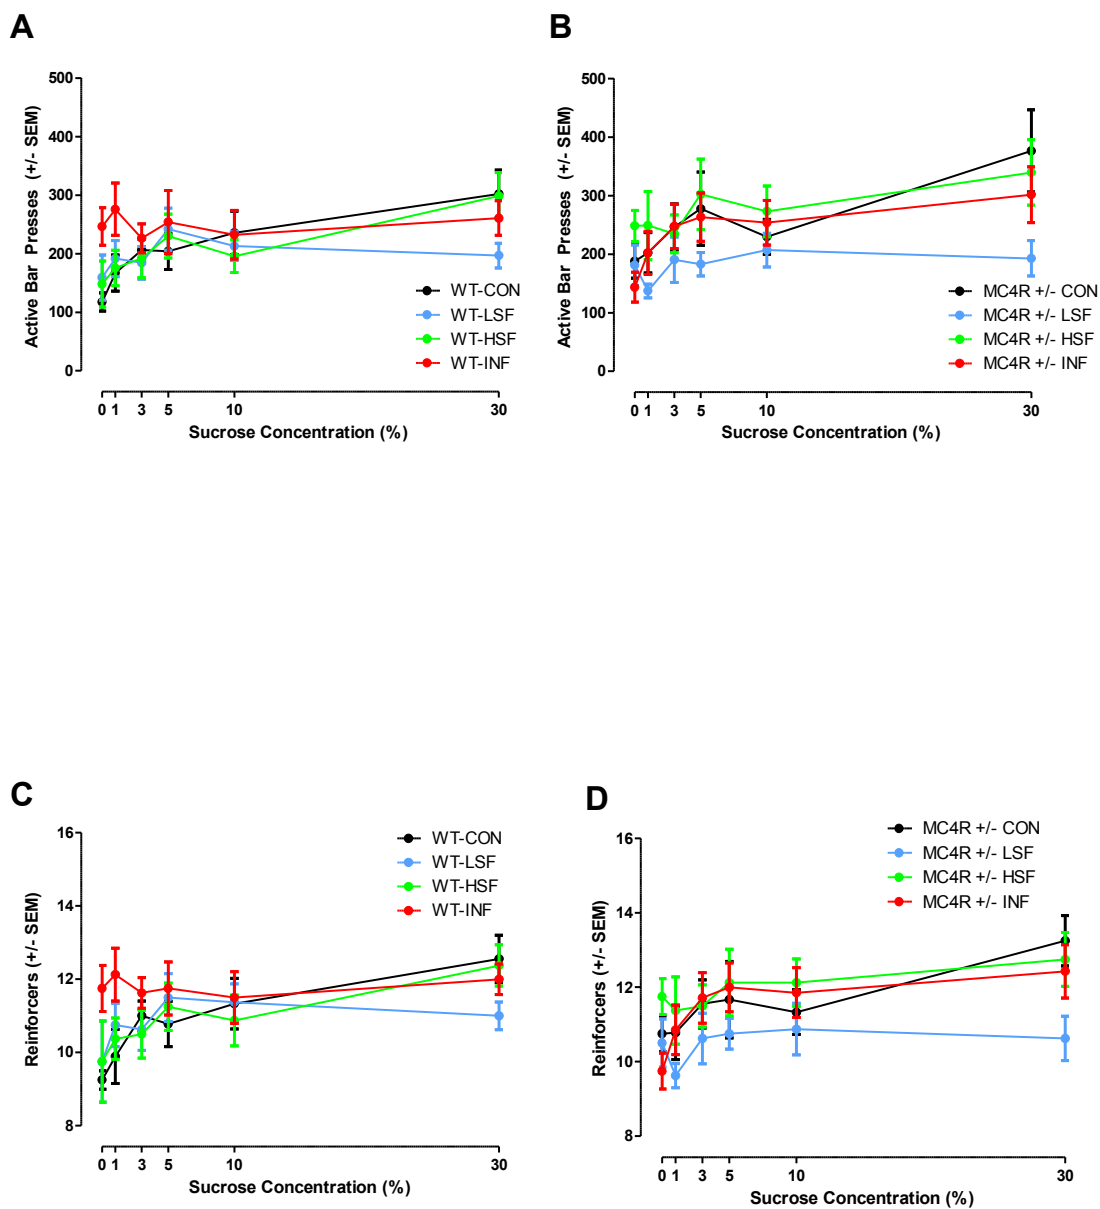 A
Active Bar Presses (+/- SEM)
500
400
300
200
100
0
WT-CON
WT-LSF
WT-HSF
WT-INF
0 1 3 5 10 30
Sucrose Concentration (%)
B
Active Bar Presses (+/- SEM)
500
400
300
200
100
0
MC4R +/- CON
MC4R +/- LSF
MC4R +/- HSF
MC4R +/- INF
0 1 3 5 10 30
Sucrose Concentration (%)
C
Reinforcers (+/- SEM)
16
14
12
10
8
WT-CON
WT-LSF
WT-HSF
WT-INF
0 1 3 5 10 30
Sucrose Concentration (%)
D
Reinforcers (+/- SEM)
16
14
12
10
8
MC4R +/- CON
MC4R +/- LSF
MC4R +/- HSF
MC4R +/- INF
0 1 3 5 10 30
Sucrose Concentration (%)